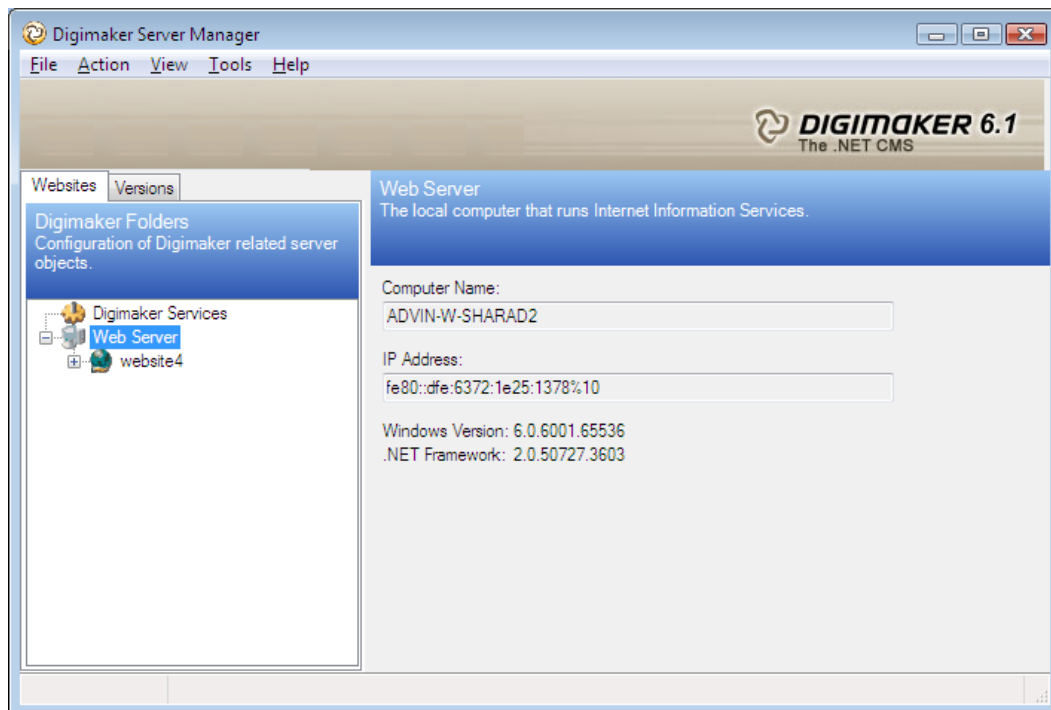 Digimaker Server Manager
File Action View Tools Help
DIGIMAKER 6.1
The .NET CMS
Websites Versions
Digimaker Folders
Configuration of Digimaker related server
objects.
Digimaker Services
Web Server
website4
Web Server
The local computer that runs Internet Information Services.
Computer Name:
ADVIN-W-SHARAD2
IP Address:
fe80::dfe:6372:1e25:1378%10
Windows Version: 6.0.6001.65536
.NET Framework: 2.0.50727.3603